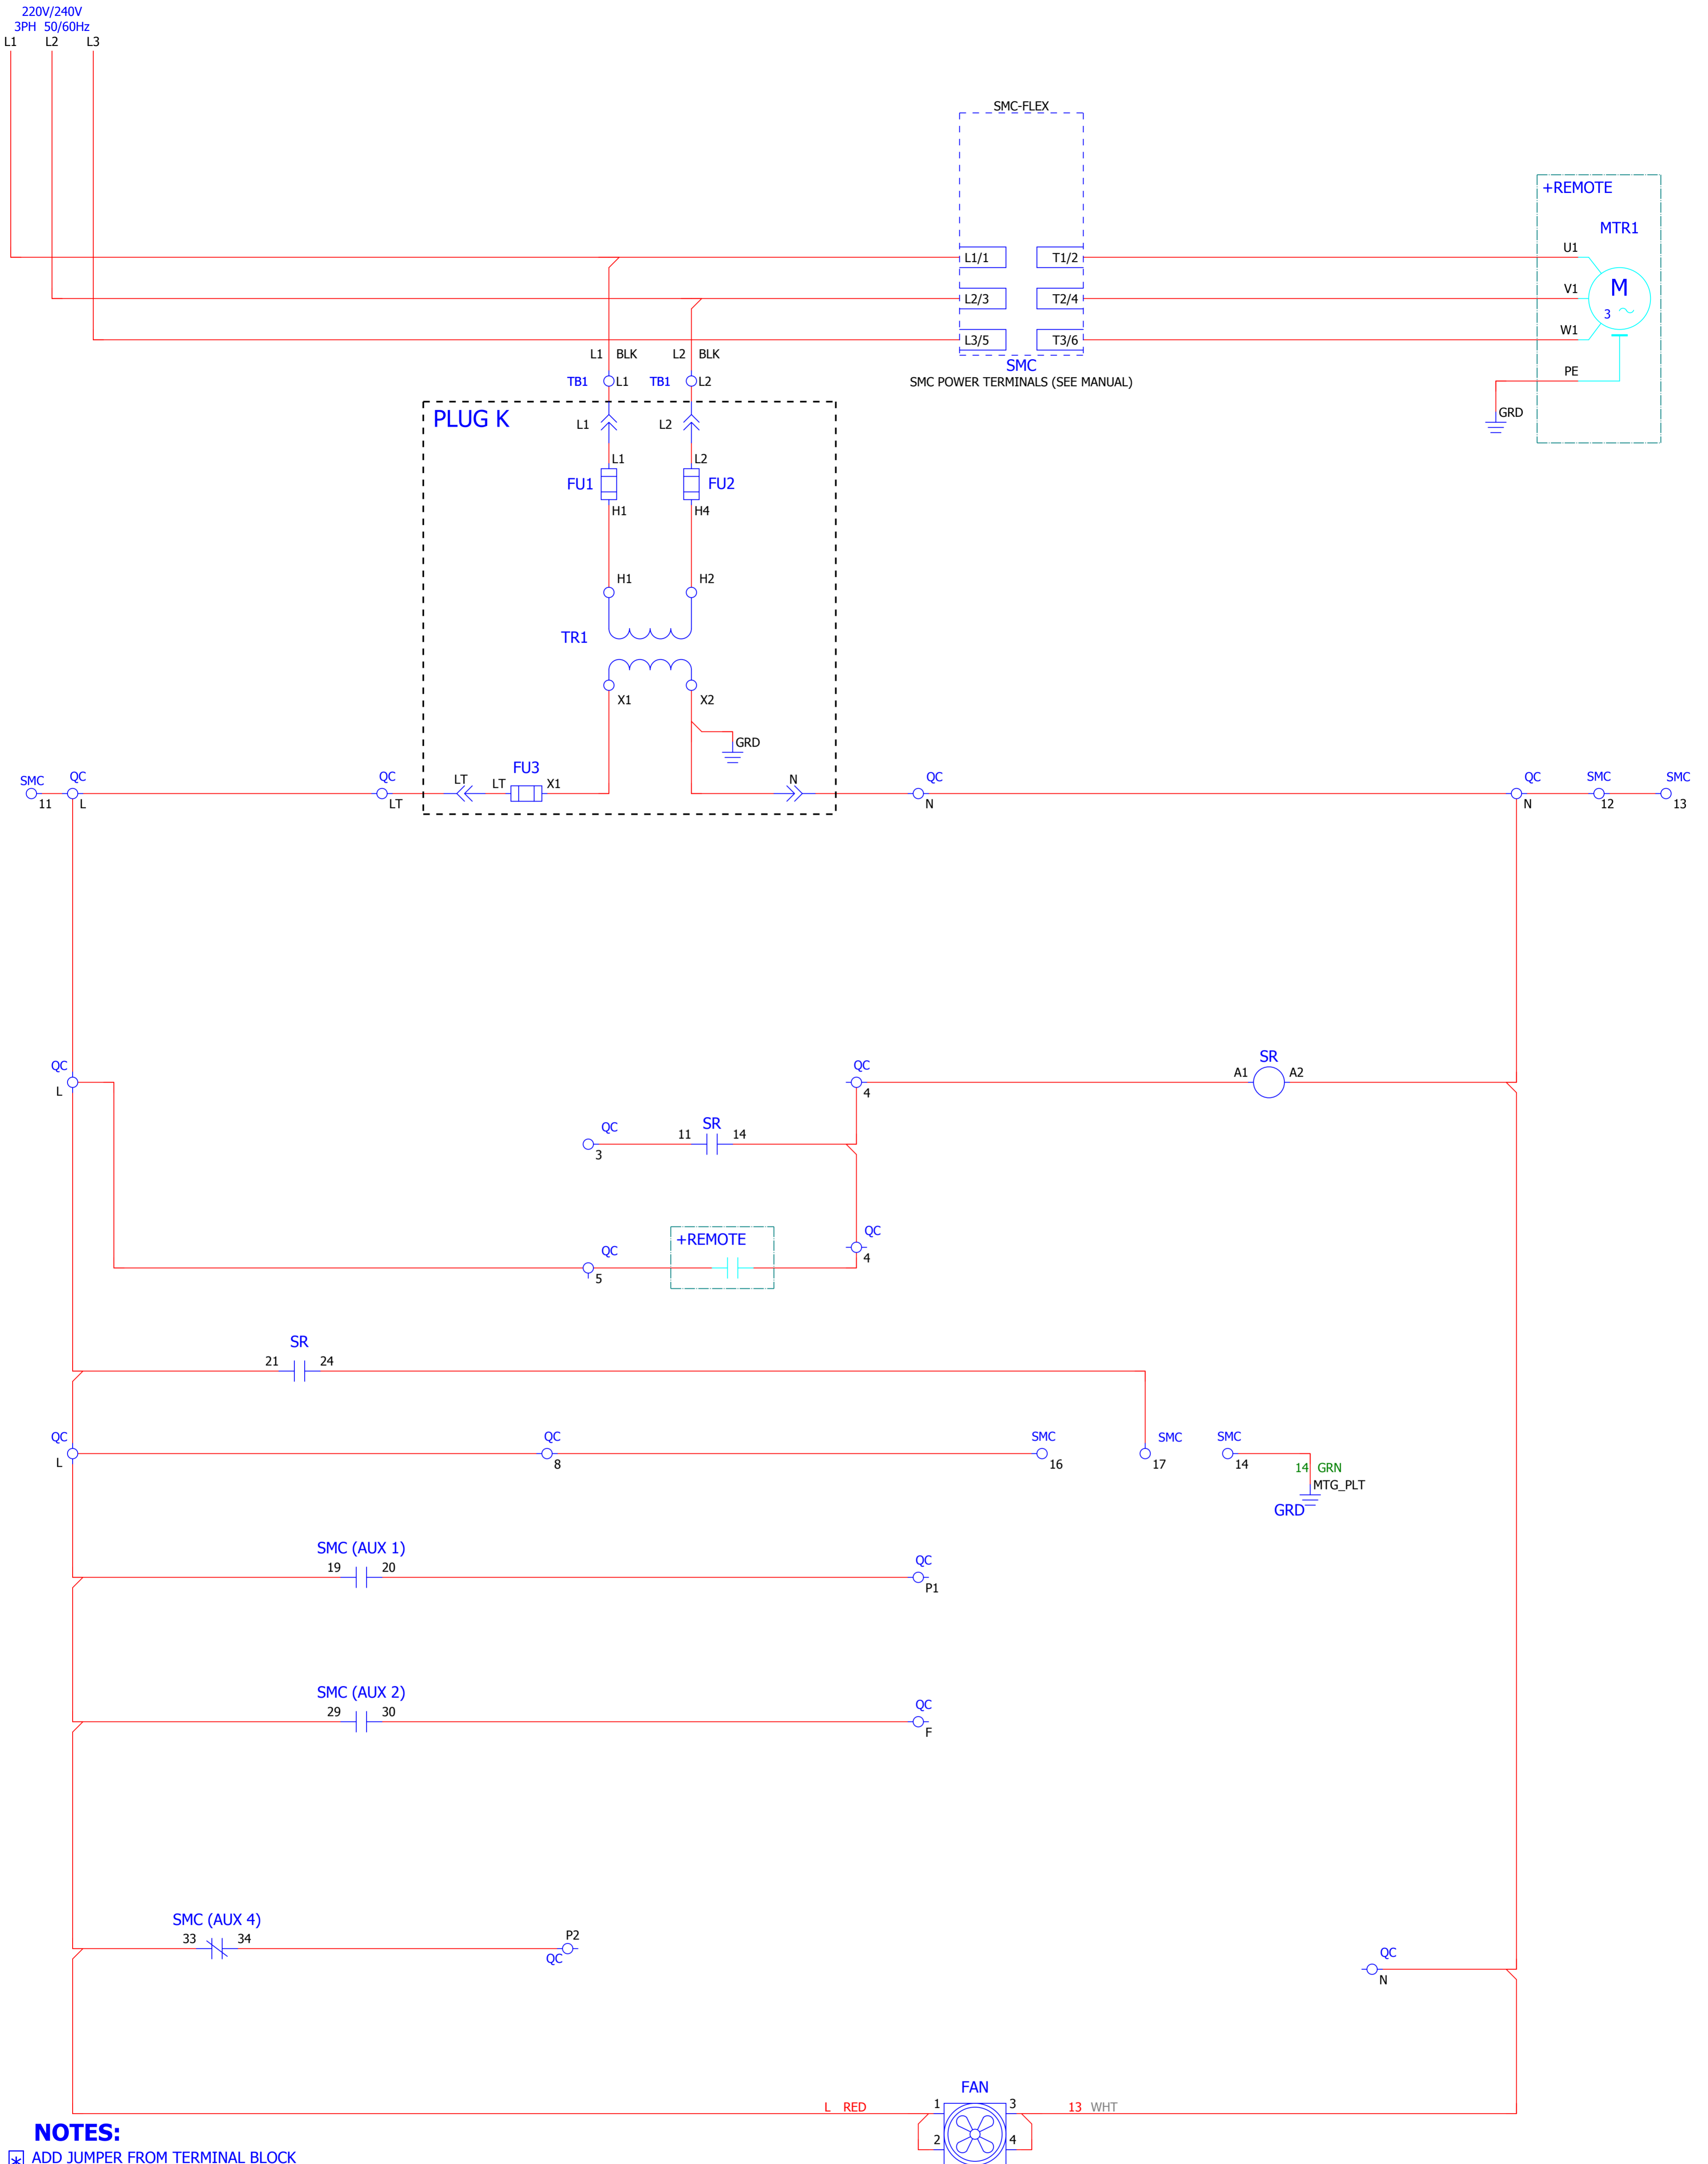 220V/240V
3PH 50/60Hz
L1 L2 L3
SMC-FLEX
+REMOTE
MTR1
U1
L1/1 T1/2
V1
M
3
L2/3 T2/4
W1
L3/5 T3/6
L1 BLK L2 BLK
SMC
SMC POWER TERMINALS (SEE MANUAL)
PE
TB1 L1 TB1 L2
GRD
PLUG K
L1 L2
L1 L2
FU1 FU2
H1 H4
H1 H2
TR1
X1 X2
GRD
FU3
SMC QC QC LT LT X1 N QC QC SMC SMC
11 L LT N N 12 13
QC QC SR
L 4 A1 A2
QC 11 SR 14
3
QC
4
+REMOTE
QC
5
SR
21 24
QC QC SMC SMC SMC
L 8 16 17 14
14 GRN
MTG_PLT
GRD
SMC (AUX 1)
19 20
QC
P1
SMC (AUX 2)
29 30
QC
F
SMC (AUX 4)
33 34
P2
QC
QC
N
FAN
L RED 1 3 13 WHT
2 4
NOTES:
* ADD JUMPER FROM TERMINAL BLOCK